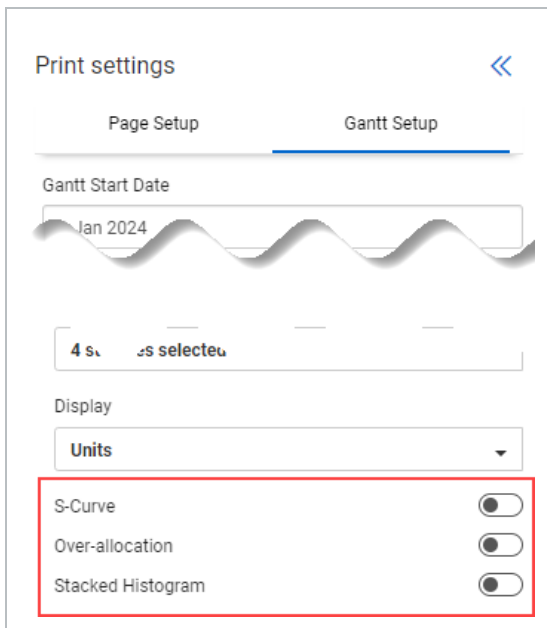 Print settings
Page Setup Gantt Setup
Gantt Start Date
Jan 2024
4 selected
Display
Units
S-Curve
Over-allocation
Stacked Histogram